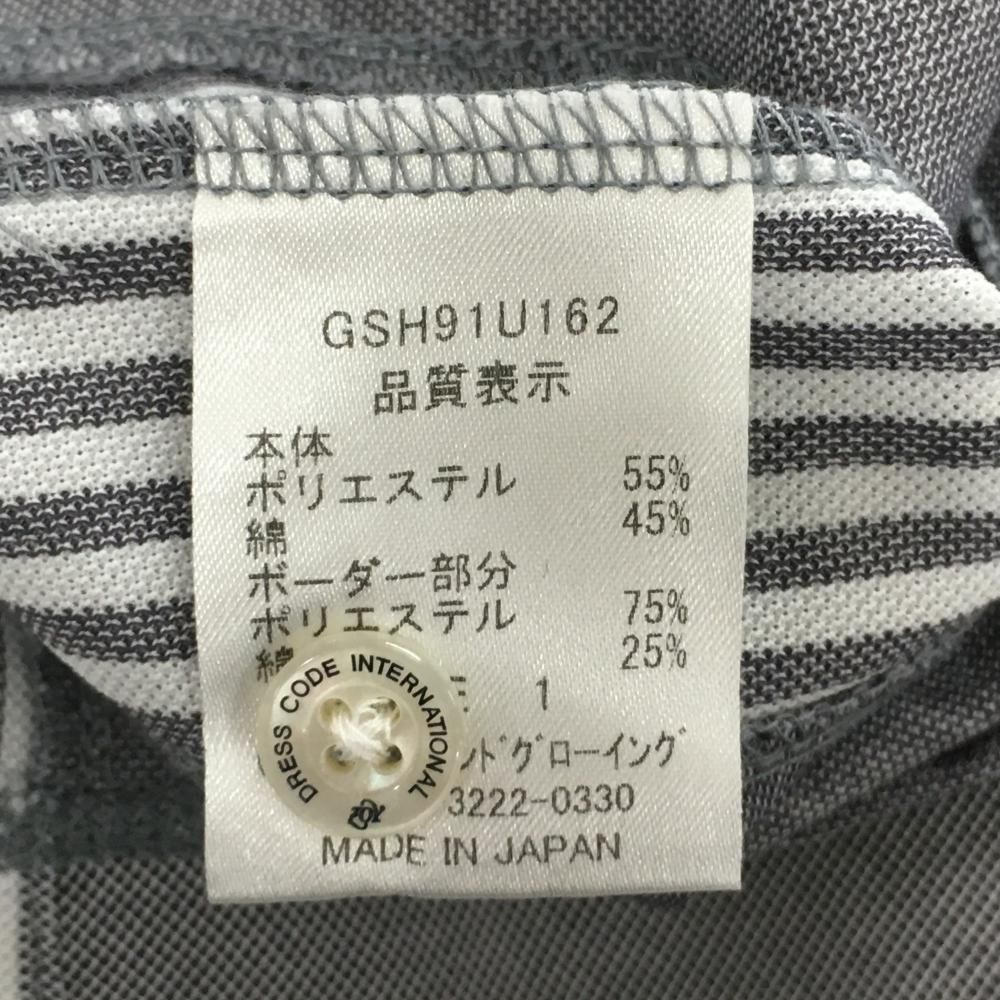 GSH91U162
品質表示
本体
ポリエステル 55%
綿 45%
ボーダー部分
ポリエステル 75%
綿 25%
1
ンドグローイング
3222-0330
MADE IN JAPAN
DRESS CODE INTERNATIONAL